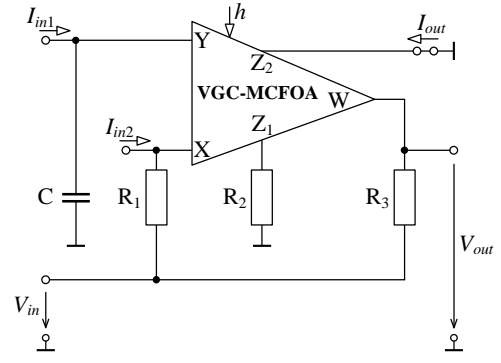 I_in1
h
I_out
Y
Z_2
VGC-MCFOA
W
I_in2
Z_1
X
C
R_1
R_2
R_3
V_out
V_in